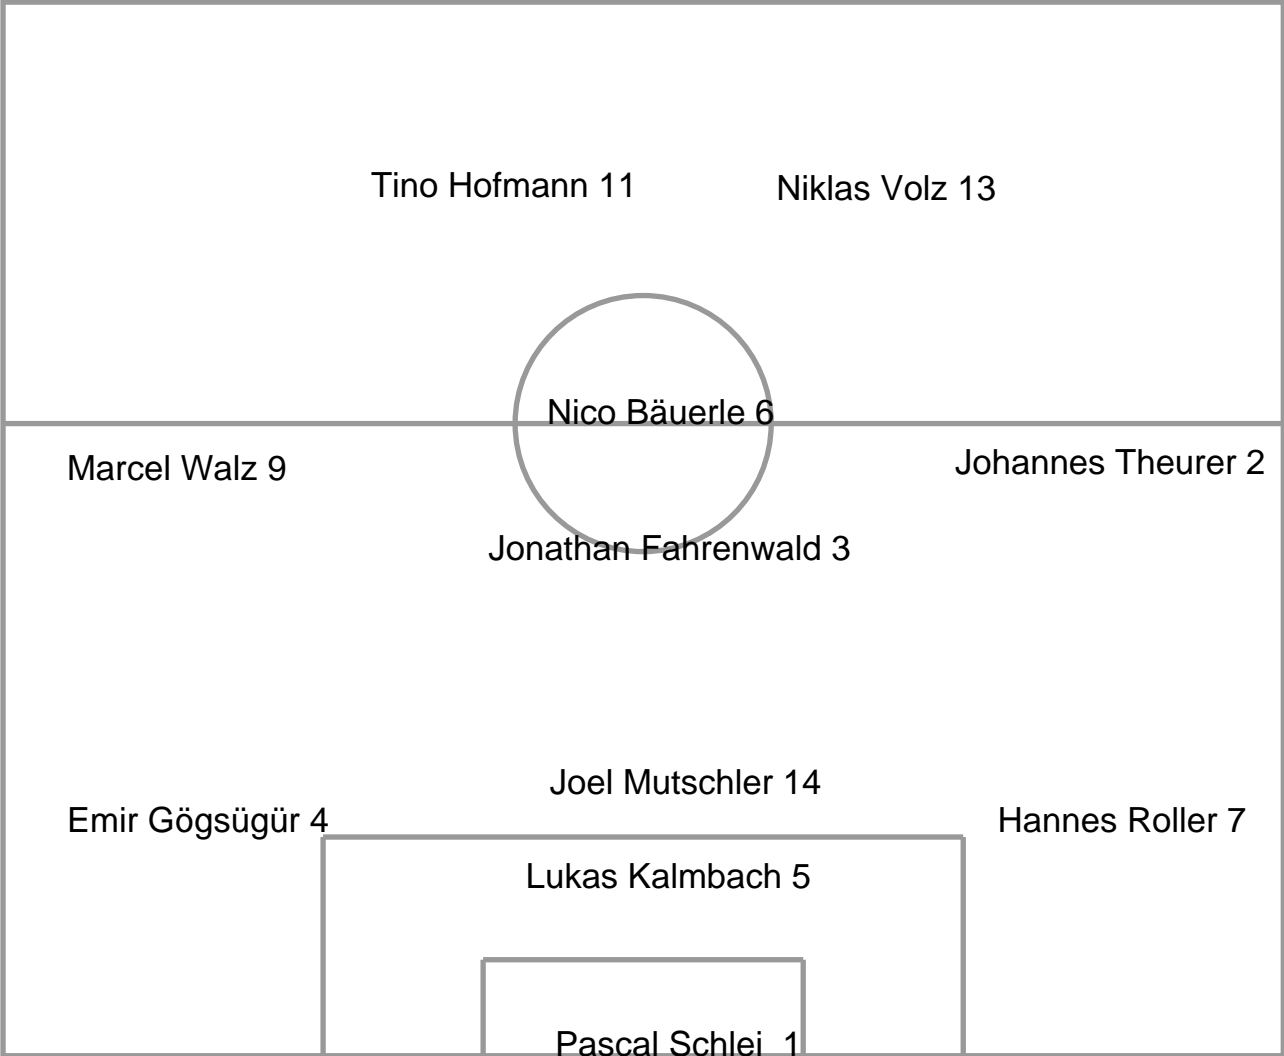 Tino Hofmann 11
Niklas Volz 13
Nico Bäuerle 6
Marcel Walz 9
Johannes Theurer 2
Jonathan Fahrenwald 3
Joel Mutschler 14
Emir Gögsügür 4
Hannes Roller 7
Lukas Kalmbach 5
Pascal Schlei 1